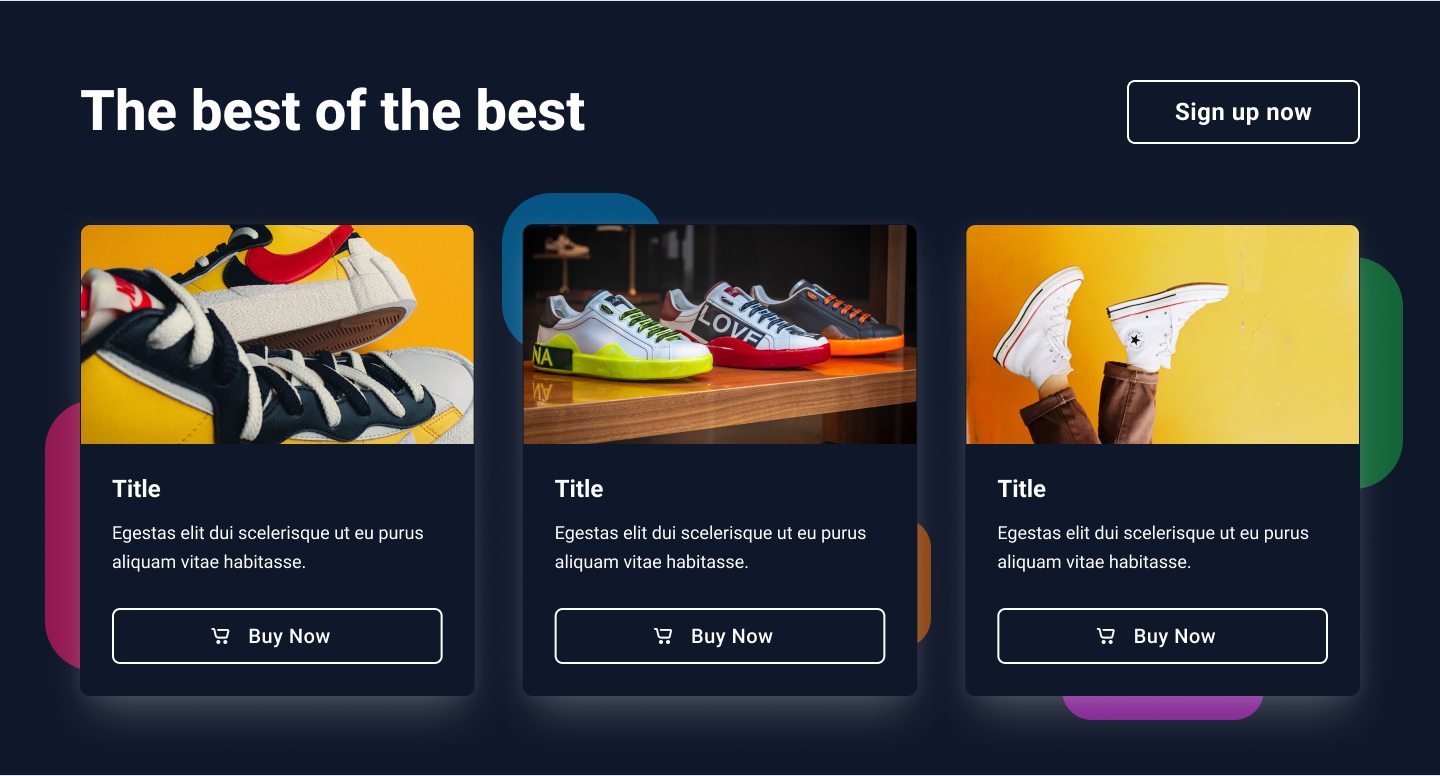 The best of the best
Sign up now
NA
LOVE
Title
Egestas elit dui scelerisque ut eu purus
aliquam vitae habitasse.
Buy Now
Title
Egestas elit dui scelerisque ut eu purus
aliquam vitae habitasse.
Buy Now
Title
Egestas elit dui scelerisque ut eu purus
aliquam vitae habitasse.
Buy Now